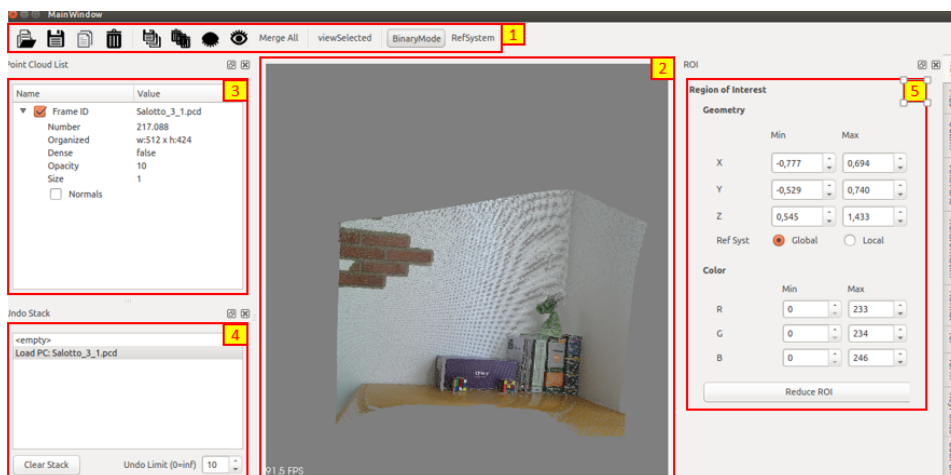 MainWindow
Merge All viewSelected BinaryMode RefSystem 1
Point Cloud List
3
Name Value
Frame ID Salotto_3_1.pcd
Number 217.088
Organized w:512 x h:424
Dense false
Opacity 10
Size 1
Normals
Undo Stack
4
<empty>
Load PC: Salotto_3_1.pcd
Clear Stack Undo Limit (0=inf) 10
2
91.5 FPS
ROI
5
Region of Interest
Geometry
Min Max
X -0,777 0,694
Y -0,529 0,740
Z 0,545 1,433
Ref Syst Global Local
Color
Min Max
R 0 233
G 0 234
B 0 246
Reduce ROI